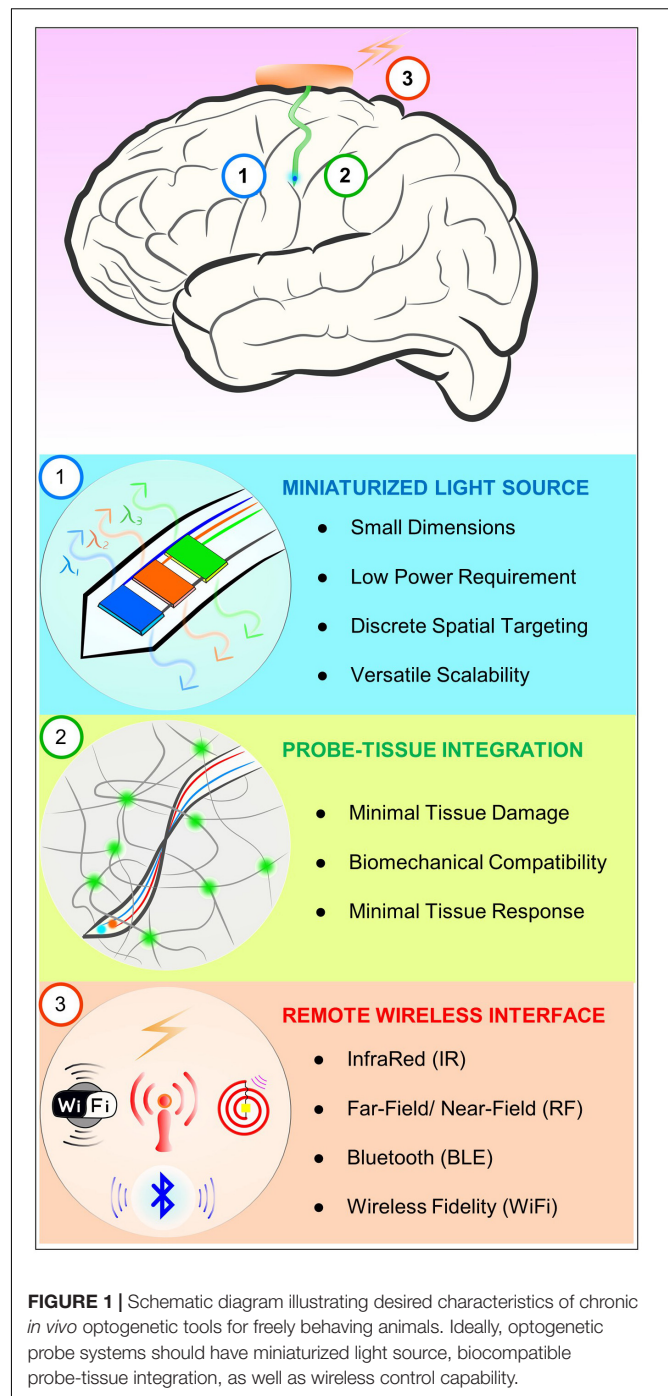 3
1
2
1
λ1
λ2
λ3
MINIATURIZED LIGHT SOURCE
● Small Dimensions
● Low Power Requirement
● Discrete Spatial Targeting
● Versatile Scalability
2
PROBE-TISSUE INTEGRATION
● Minimal Tissue Damage
● Biomechanical Compatibility
● Minimal Tissue Response
3
Wi Fi
REMOTE WIRELESS INTERFACE
● InfraRed (IR)
● Far-Field/ Near-Field (RF)
● Bluetooth (BLE)
● Wireless Fidelity (WiFi)
FIGURE 1 | Schematic diagram illustrating desired characteristics of chronic
in vivo optogenetic tools for freely behaving animals. Ideally, optogenetic
probe systems should have miniaturized light source, biocompatible
probe-tissue integration, as well as wireless control capability.